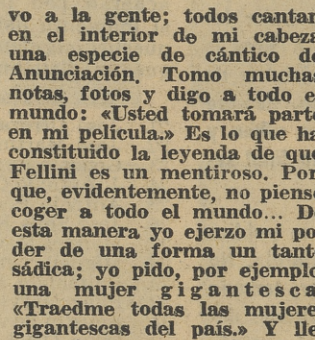 vo a la gente; todos cantan
en el interior de mi cabeza
una especie de cántico de
Anunciación. Tomo muchas
notas, fotos y digo a todo el
mundo: «Usted tomará parte
en mi película.» Es lo que ha
constituido la leyenda de que
Fellini es un mentiroso. Por
que, evidentemente, no pienso
coger a todo el mundo... De
esta manera yo ejerzo mi po
der de una forma un tanto
sádica; yo pido, por ejemplo
una mujer gigantesca
«Traedme todas las mujere
gigantescas del país.» Y lle